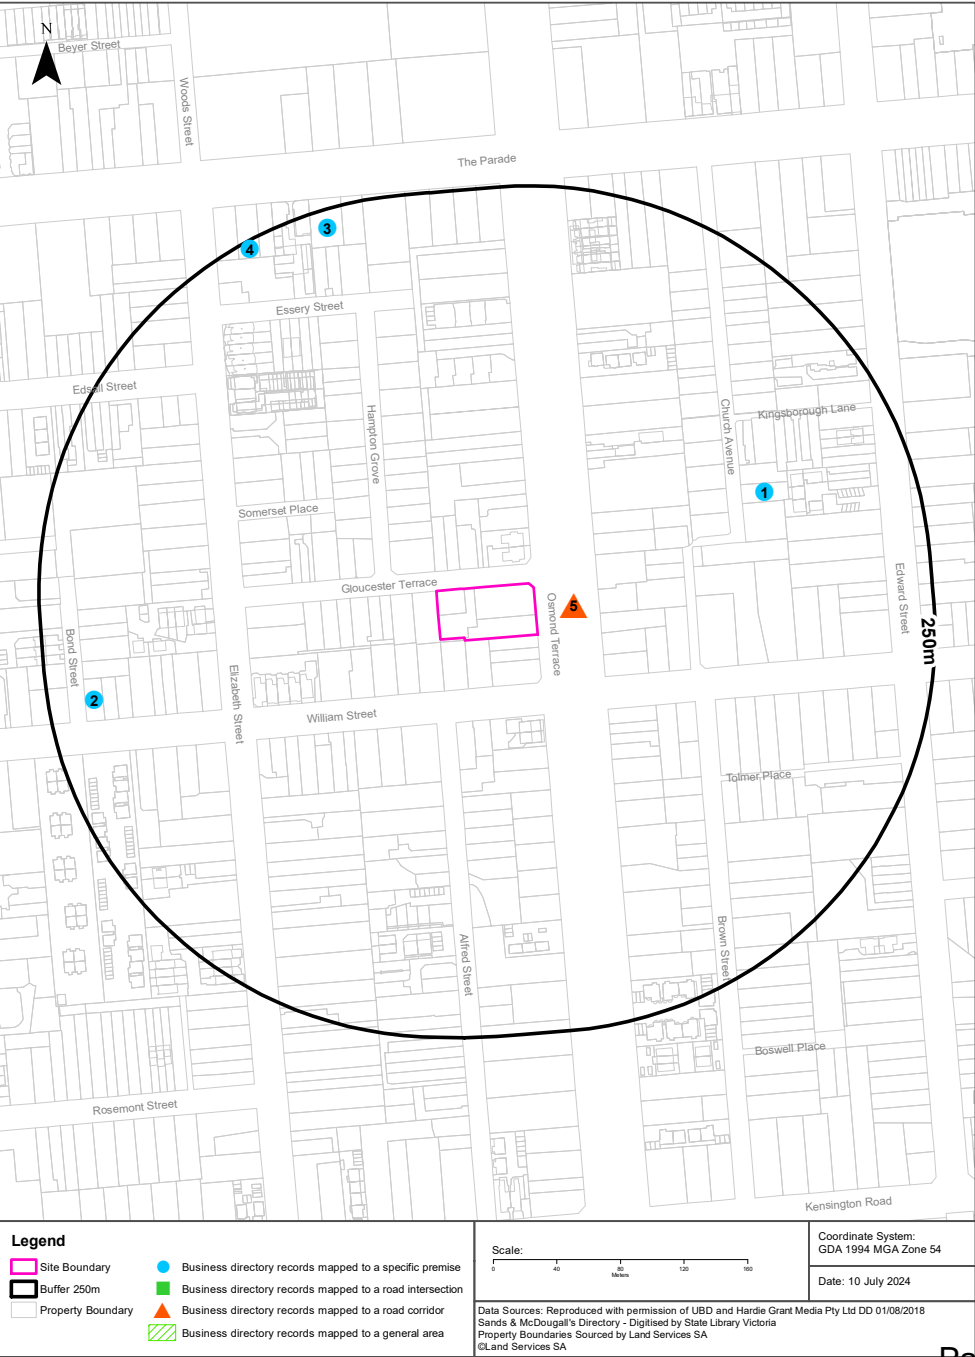 N
Beyer Street
Woods Street
The Parade
3
4
Essery Street
Edsall Street
Hampton Grove
Church Avenue
Kingsborough Lane
1
Somerset Place
Gloucester Terrace
Osmond Terrace
5
Edward Street
250m
Bond Street
2
Elizabeth Street
William Street
Tolmer Place
Alfred Street
Brown Street
Boswell Place
Rosemont Street
Kensington Road
Legend
Site Boundary
Buffer 250m
Property Boundary
Business directory records mapped to a specific premise
Business directory records mapped to a road intersection
Business directory records mapped to a road corridor
Business directory records mapped to a general area
Scale:
0 40 80 120 160
Meters
Coordinate System:
GDA 1994 MGA Zone 54
Date: 10 July 2024
Data Sources: Reproduced with permission of UBD and Hardie Grant Media Pty Ltd DD 01/08/2018
Sands & McDougall's Directory - Digitised by State Library Victoria
Property Boundaries Sourced by Land Services SA
©Land Services SA